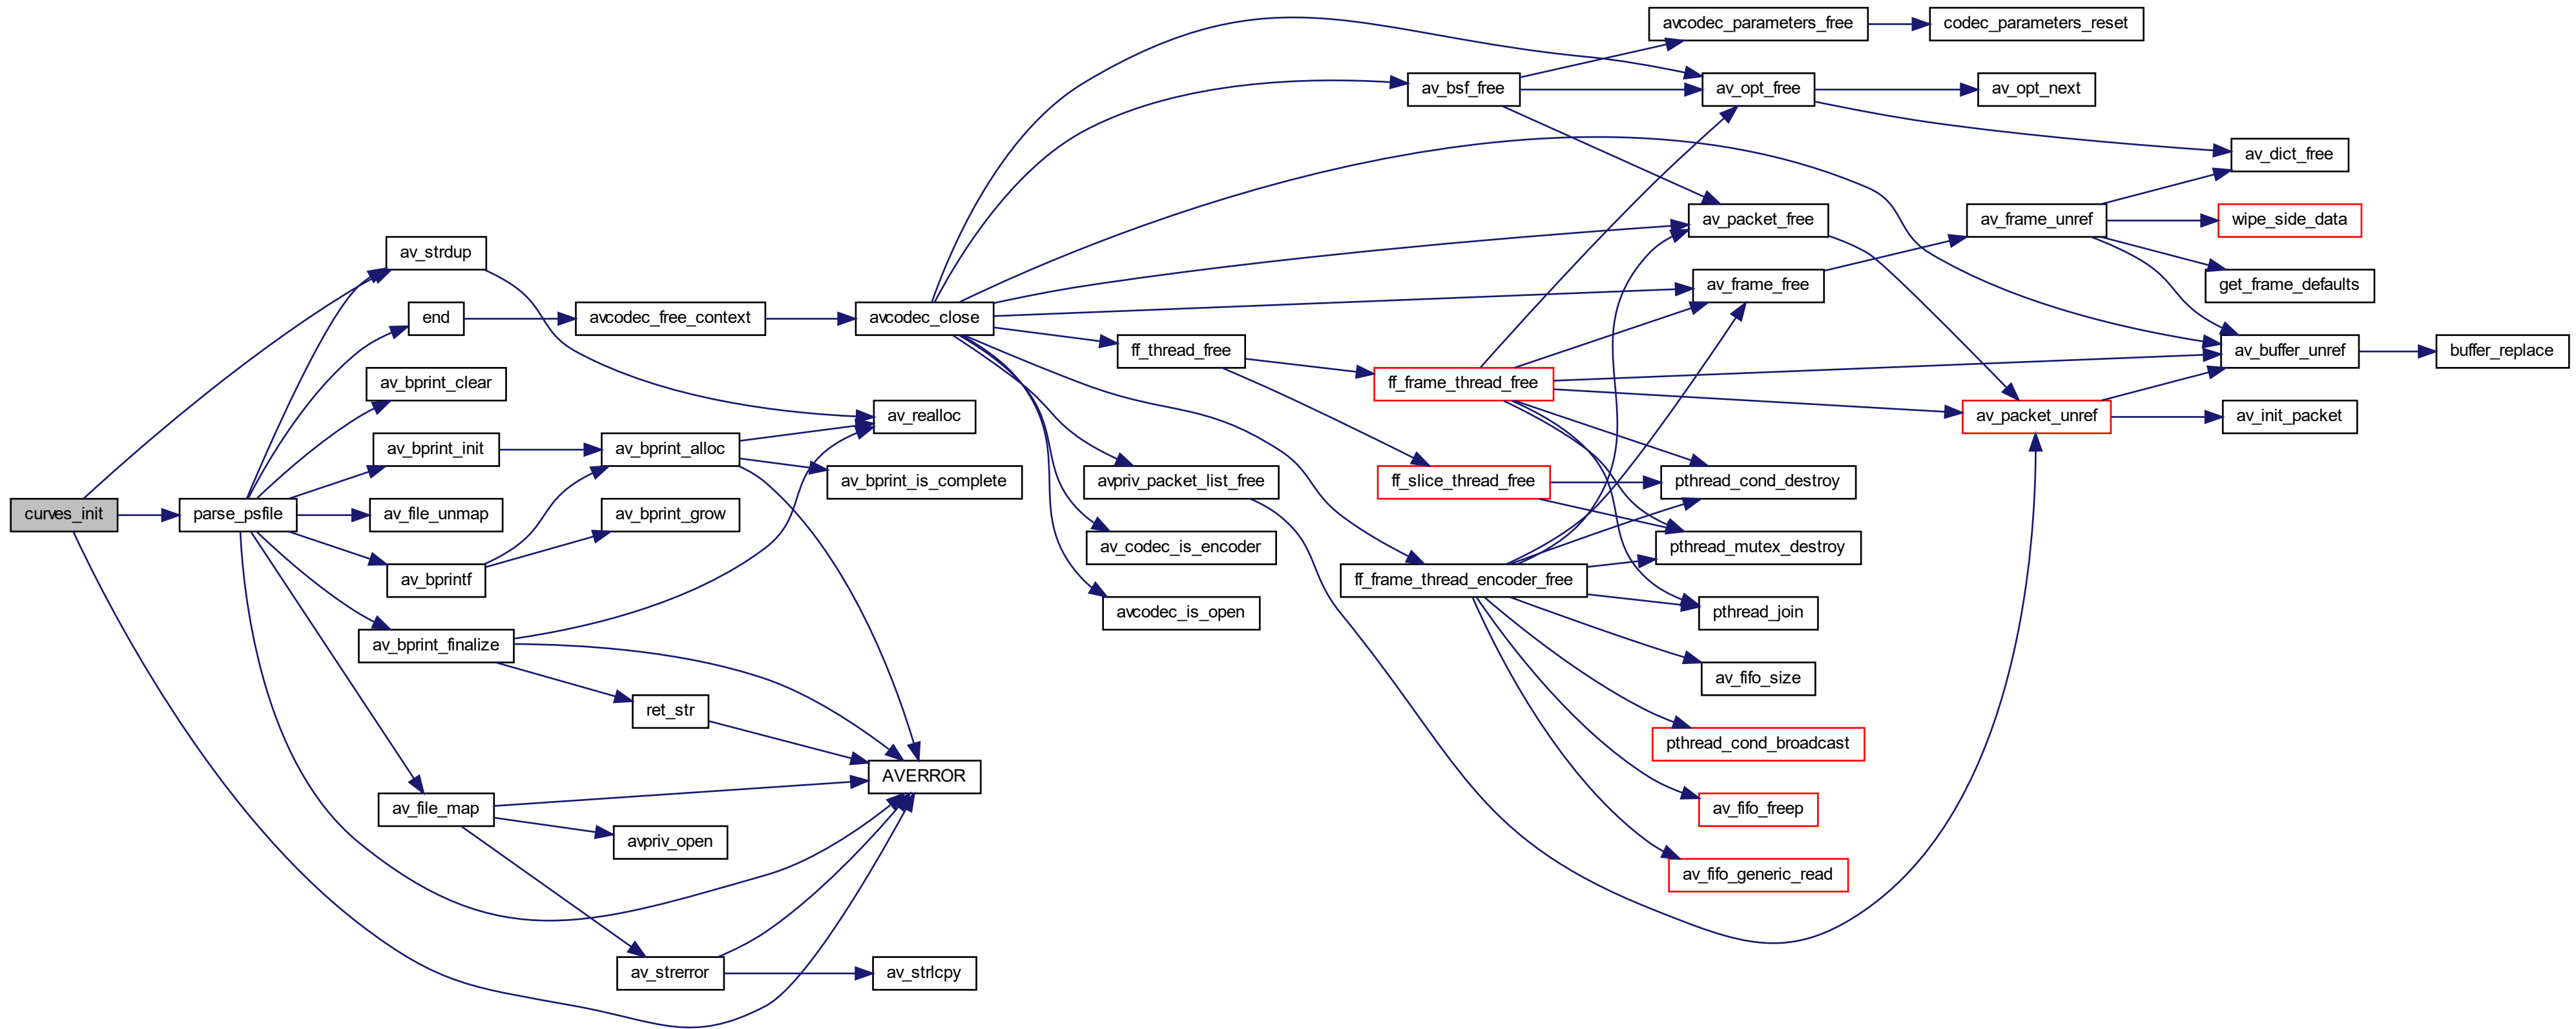 avcodec_parameters_free
codec_parameters_reset
av_bsf_free
av_opt_free
av_opt_next
av_dict_free
av_packet_free
av_frame_unref
wipe_side_data
av_strdup
av_frame_free
get_frame_defaults
end
avcodec_free_context
avcodec_close
ff_thread_free
av_buffer_unref
buffer_replace
av_bprint_clear
ff_frame_thread_free
av_realloc
av_packet_unref
av_init_packet
av_bprint_init
av_bprint_alloc
av_bprint_is_complete
avpriv_packet_list_free
ff_slice_thread_free
pthread_cond_destroy
curves_init
parse_psfile
av_file_unmap
av_bprint_grow
av_codec_is_encoder
pthread_mutex_destroy
av_bprintf
ff_frame_thread_encoder_free
avcodec_is_open
pthread_join
av_bprint_finalize
av_fifo_size
ret_str
pthread_cond_broadcast
AVERROR
av_file_map
av_fifo_freep
avpriv_open
av_fifo_generic_read
av_strerror
av_strlcpy